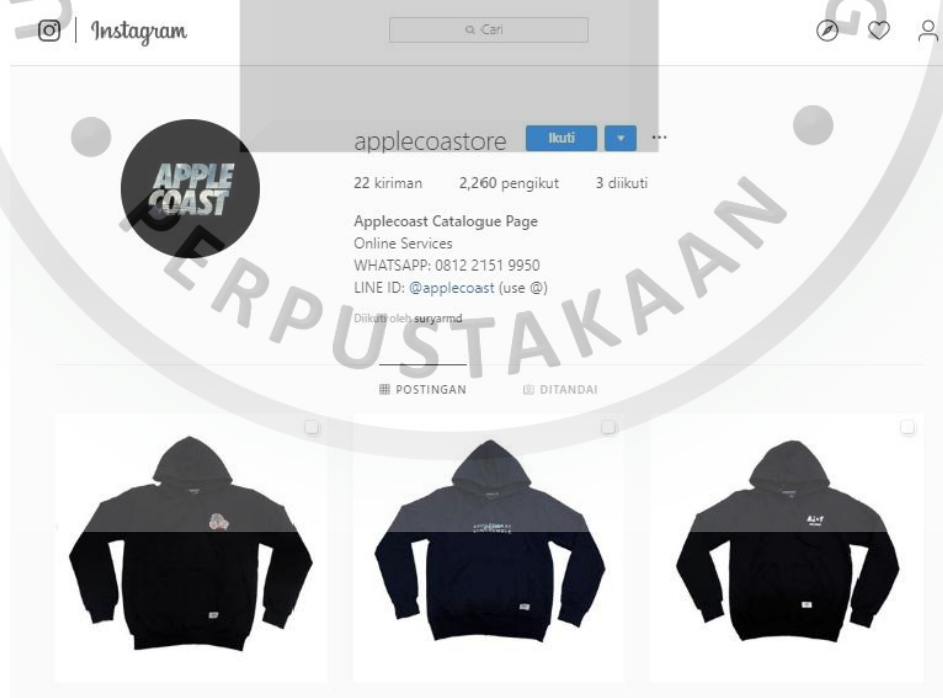 Instagram
Cari
applecoastore Ikuti
22 kiriman 2,260 pengikut 3 diikuti
APPLE
COAST
Applecoast Catalogue Page
Online Services
WHATSAPP: 0812 2151 9950
LINE ID: @applecoast (use @)
Diikuti oleh suryarmd
PERPUSTAKAAN
POSTINGAN DITANDAI